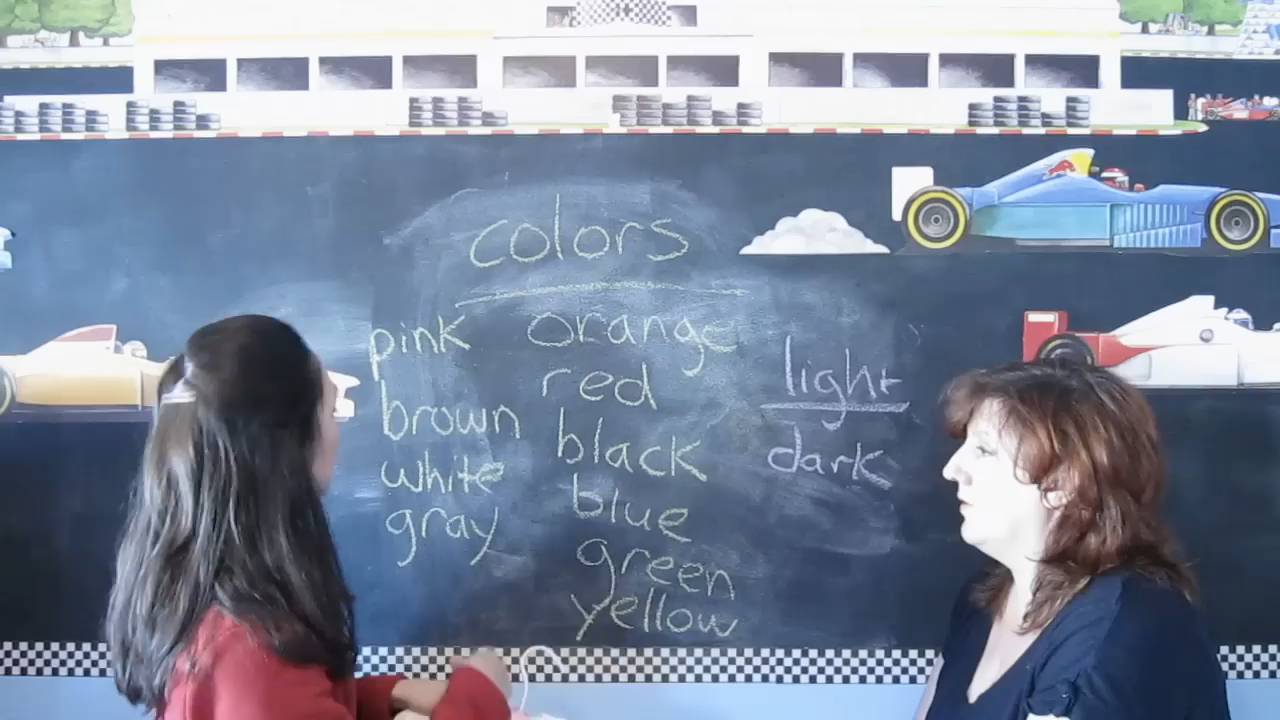 colors
pink
brown
white
gray
orange
red
black
blue
green
yellow
light
dark